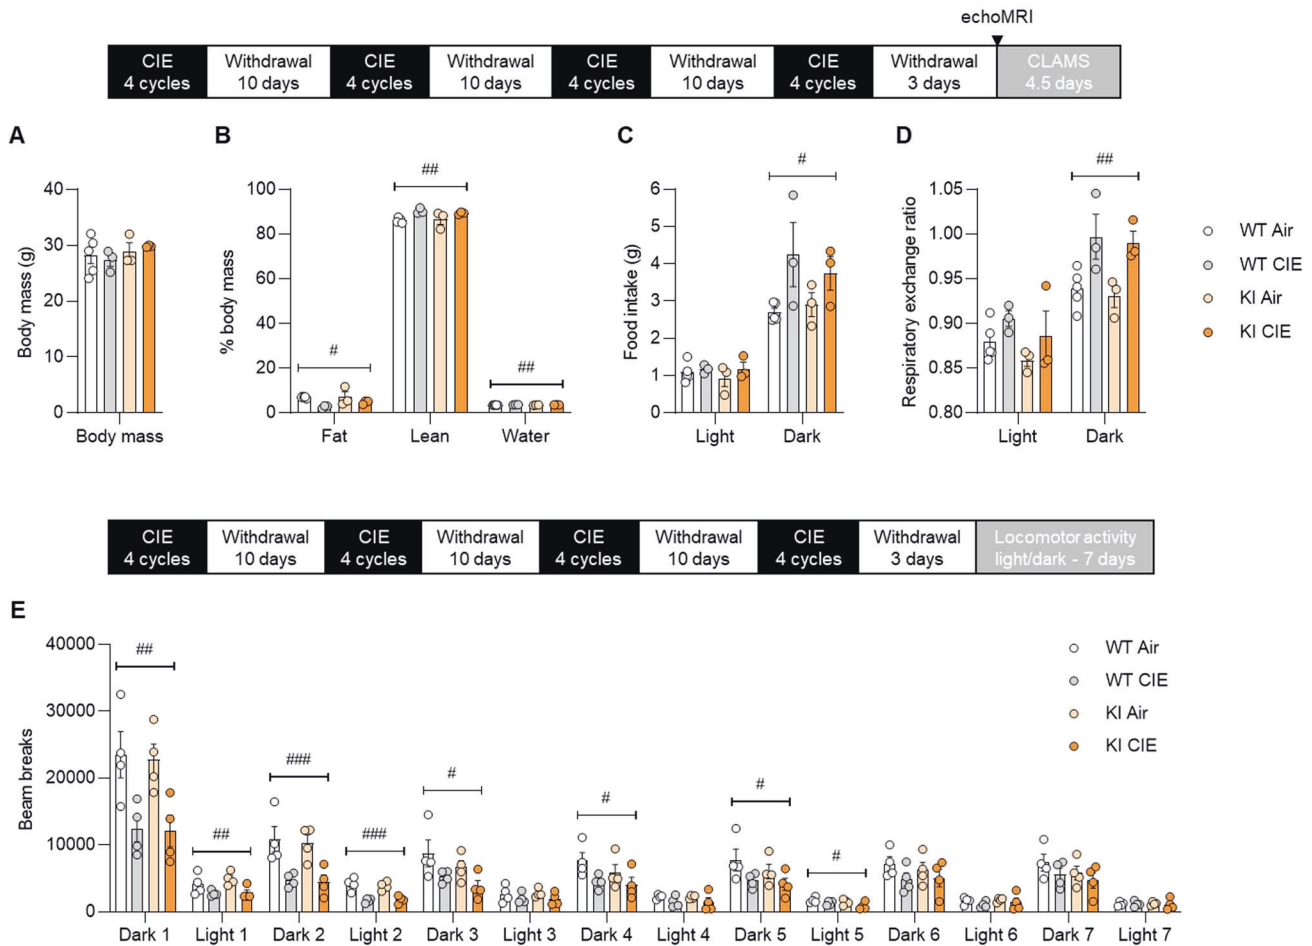 echoMRI
CIE
4 cycles
Withdrawal
10 days
CIE
4 cycles
Withdrawal
10 days
CIE
4 cycles
Withdrawal
10 days
CIE
4 cycles
Withdrawal
3 days
CLAMS
4.5 days
A
Body mass (g)
40
30
20
10
0
Body mass
B
% body mass
100
80
60
40
20
0
#
##
##
Fat
Lean
Water
C
Food intake (g)
6
5
4
3
2
1
0
#
Light
Dark
D
Respiratory exchange ratio
1.05
1.00
0.95
0.90
0.85
0.80
##
Light
Dark
WT Air
WT CIE
KI Air
KI CIE
CIE
4 cycles
Withdrawal
10 days
CIE
4 cycles
Withdrawal
10 days
CIE
4 cycles
Withdrawal
10 days
CIE
4 cycles
Withdrawal
3 days
Locomotor activity
light/dark - 7 days
E
Beam breaks
40000
30000
20000
10000
0
##
##
###
###
#
#
#
#
Dark 1
Light 1
Dark 2
Light 2
Dark 3
Light 3
Dark 4
Light 4
Dark 5
Light 5
Dark 6
Light 6
Dark 7
Light 7
WT Air
WT CIE
KI Air
KI CIE